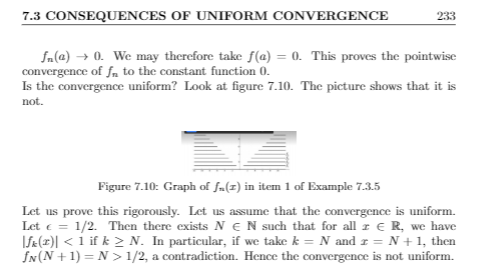 7.3 CONSEQUENCES OF UNIFORM CONVERGENCE 233
fₙ(a) → 0. We may therefore take f(a) = 0. This proves the pointwise
convergence of fₙ to the constant function 0.
Is the convergence uniform? Look at figure 7.10. The picture shows that it is
not.
Figure 7.10: Graph of fₙ(x) in item 1 of Example 7.3.5
Let us prove this rigorously. Let us assume that the convergence is uniform.
Let ϵ = 1/2. Then there exists N ∈ N such that for all x ∈ R, we have
|fₖ(x)| < 1 if k ≥ N. In particular, if we take k = N and x = N + 1, then
f_N(N + 1) = N > 1/2, a contradiction. Hence the convergence is not uniform.